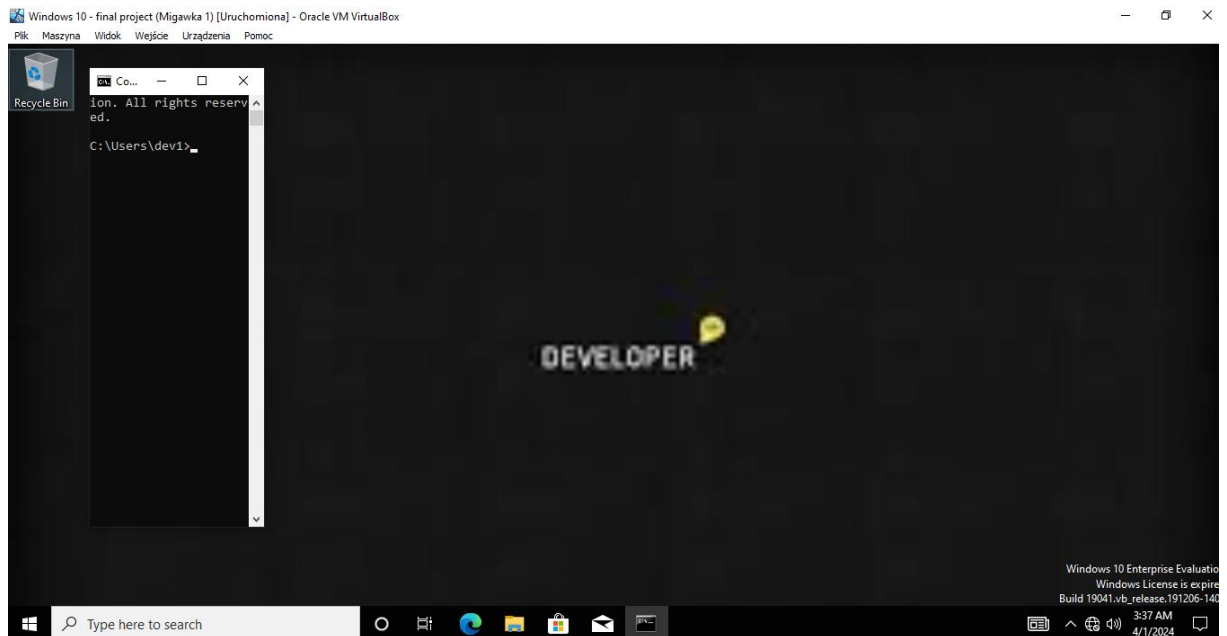 Windows 10 - final project (Migawka 1) [Uruchomiona] - Oracle VM VirtualBox
Plik Maszyna Widok Wejście Urządzenia Pomoc
Recycle Bin
Co...
ion. All rights reserv
ed.
C:\Users\dev1>
DEVELOPER
Windows 10 Enterprise Evaluatio
Windows License is expire
Build 19041.vb_release.191206-140
Type here to search
3:37 AM
4/1/2024